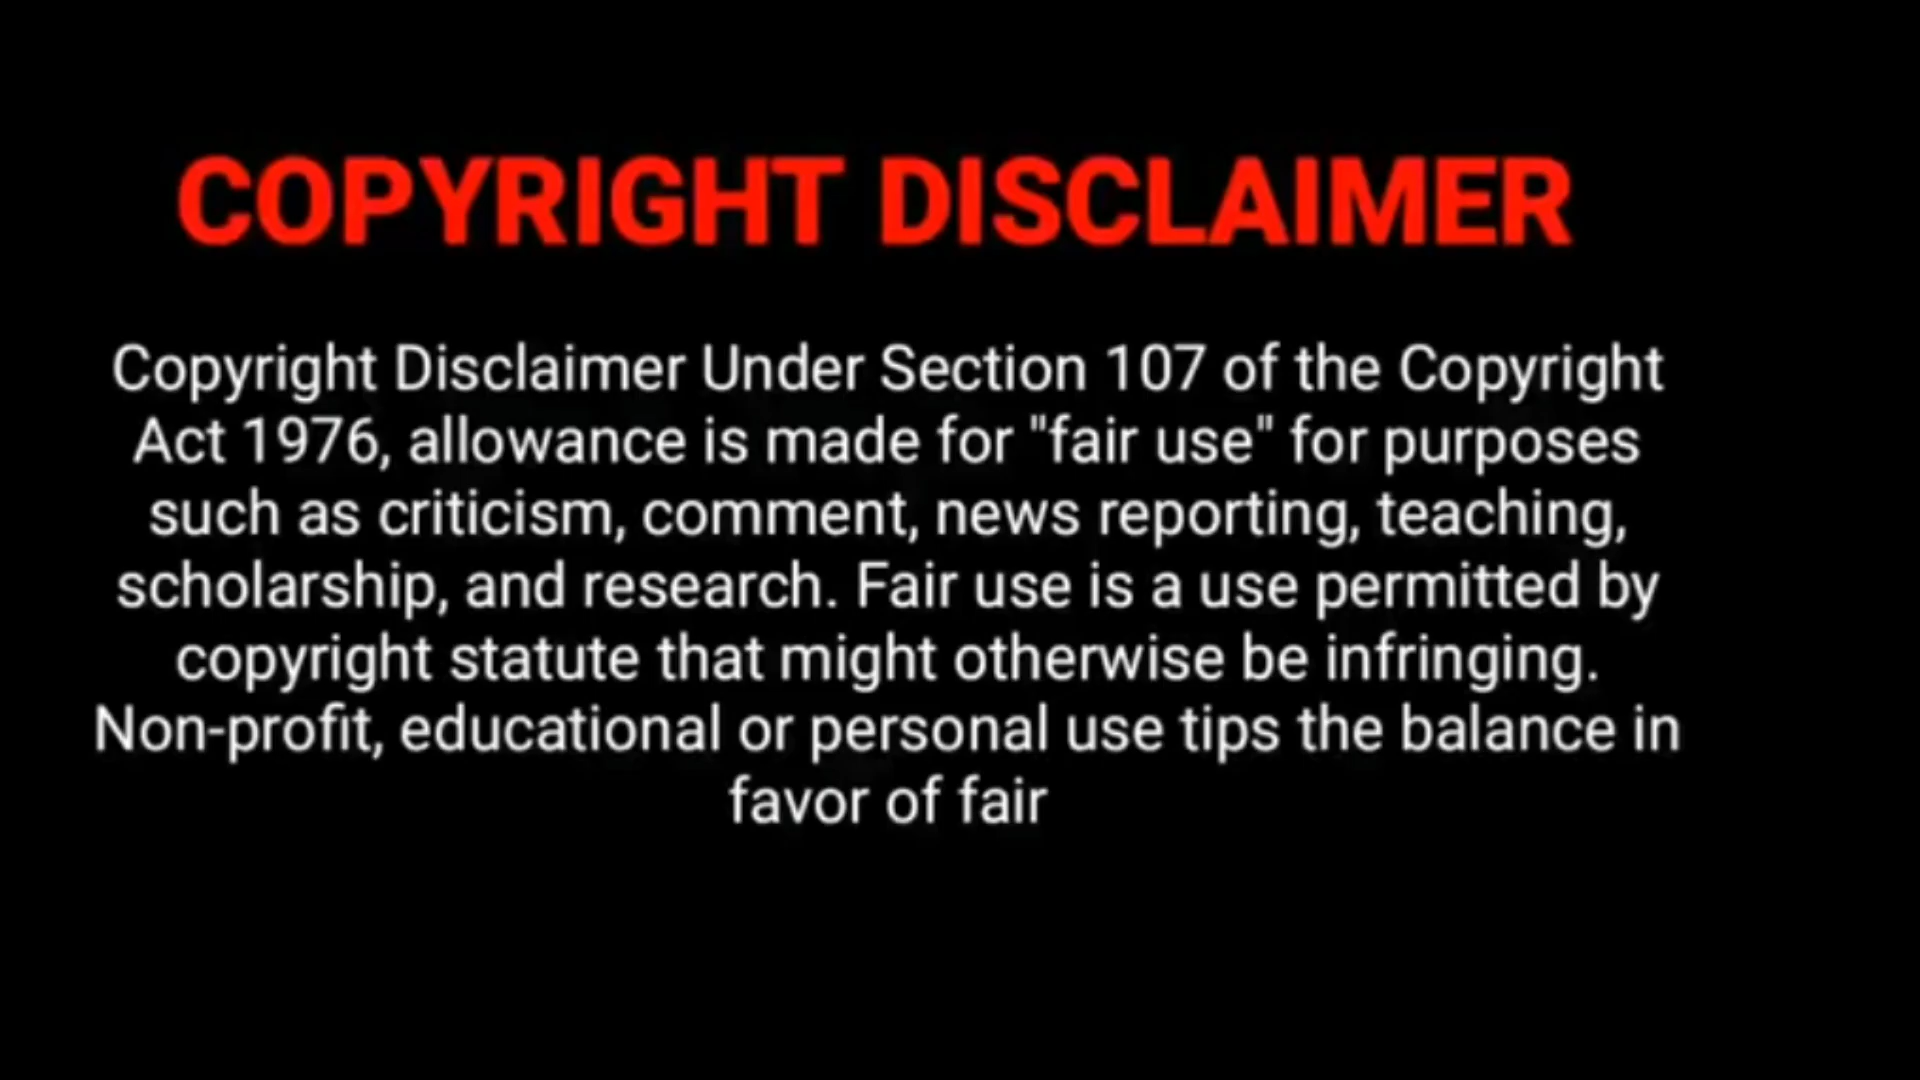 COPYRIGHT DISCLAIMER
Copyright Disclaimer Under Section 107 of the Copyright
Act 1976, allowance is made for "fair use" for purposes
such as criticism, comment, news reporting, teaching,
scholarship, and research. Fair use is a use permitted by
copyright statute that might otherwise be infringing.
Non-profit, educational or personal use tips the balance in
favor of fair